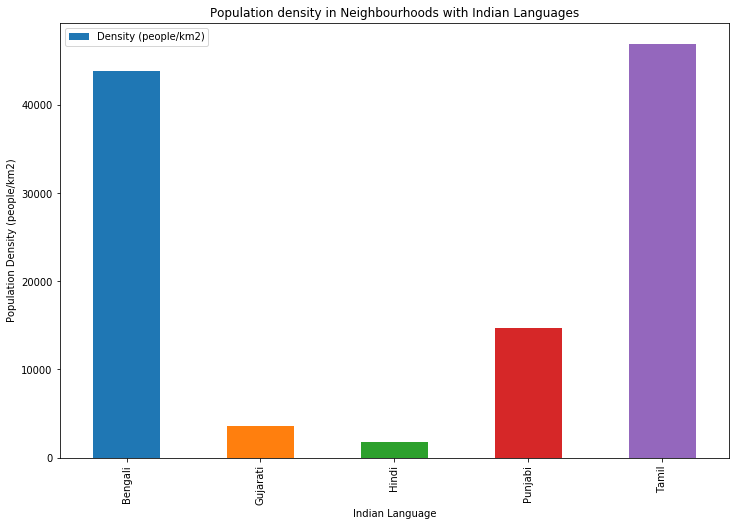 Population density in Neighbourhoods with Indian Languages
Density (people/km2)
Population Density (people/km2)
40000
30000
20000
10000
0
Bengali
Gujarati
Hindi
Punjabi
Tamil
Indian Language